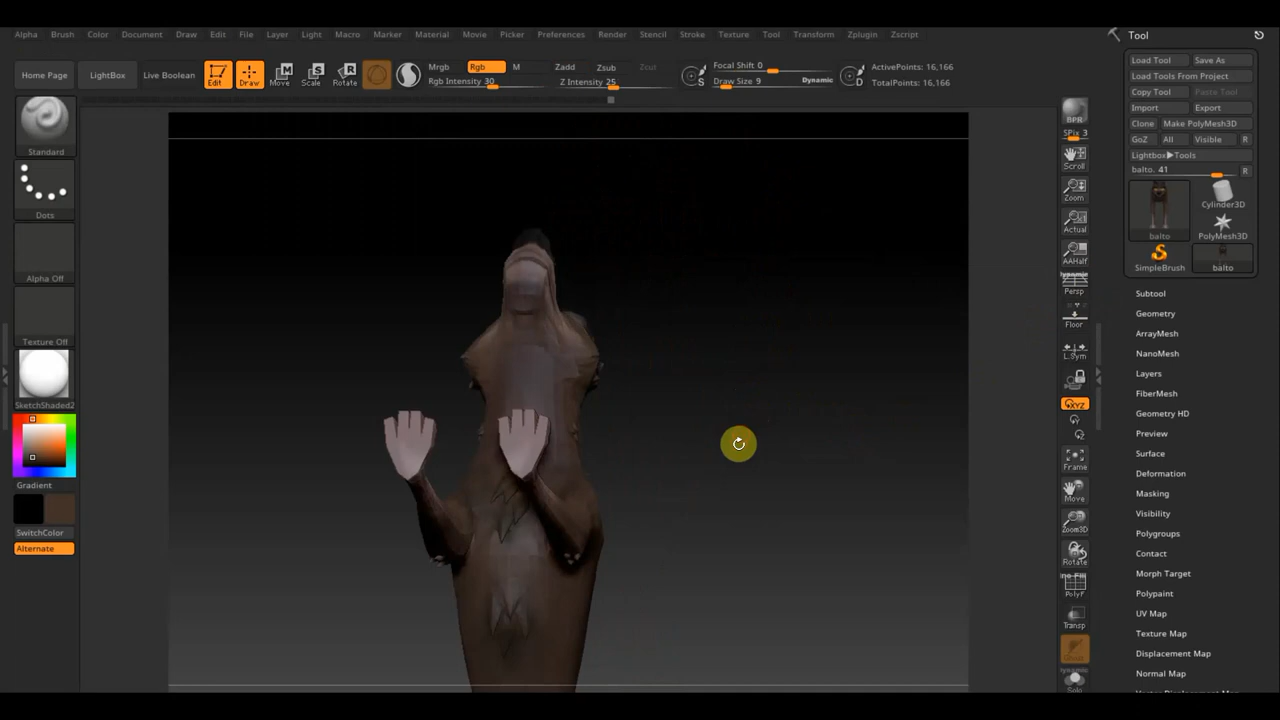 Alpha Brush Color Document Draw Edit File Layer Light Macro Marker Material Movie Picker Preferences Render Stencil Stroke Texture Tool Transform Zplugin Zscript
Tool
Home Page
LightBox
Live Boolean
Edit
Draw
Move
Scale
Rotate
Mrgb Rgb M
Rgb Intensity 30
Zadd Zsub Zcut
Z Intensity 25
S
Focal Shift 0
Draw Size 9 Dynamic
D
ActivePoints: 16,166
TotalPoints: 16,166
Standard
Dots
Alpha Off
Texture Off
SketchShaded2
Gradient
SwitchColor
Alternate
BPR
SPix 3
Scroll
Zoom
Actual
AAHalf
Dynamic
Persp
Floor
L.Sym
XYZ
Y
Z
Frame
Move
Zoom3D
Rotate
PolyF
Transp
Ghost
Dynamic
Solo
Load Tool Save As
Load Tools From Project
Copy Tool Paste Tool
Import Export
Clone Make PolyMesh3D
GoZ All Visible R
Lightbox▶Tools
balto. 41 R
balto
Cylinder3D
PolyMesh3D
SimpleBrush
balto
Subtool
Geometry
ArrayMesh
NanoMesh
Layers
FiberMesh
Geometry HD
Preview
Surface
Deformation
Masking
Visibility
Polygroups
Contact
Morph Target
Polypaint
UV Map
Texture Map
Displacement Map
Normal Map